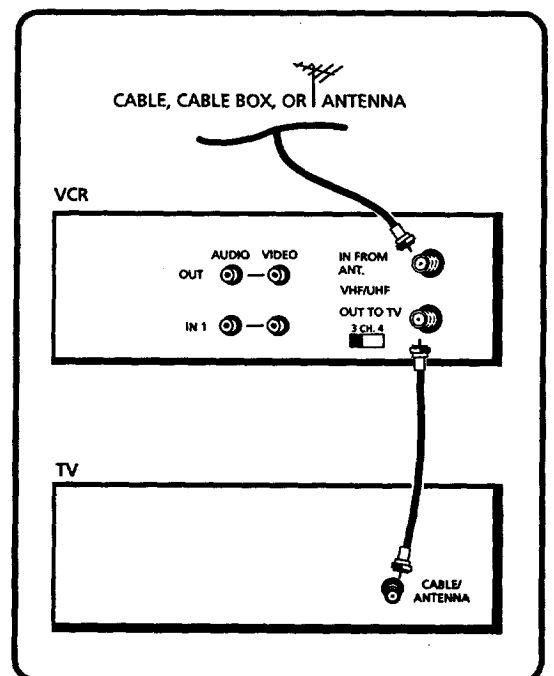 CABLE, CABLE BOX, OR ANTENNA
VCR
AUDIO VIDEO
OUT
IN 1
IN FROM
ANT.
VHF/UHF
OUT TO TV
3 CH. 4
TV
CABLE/
ANTENNA